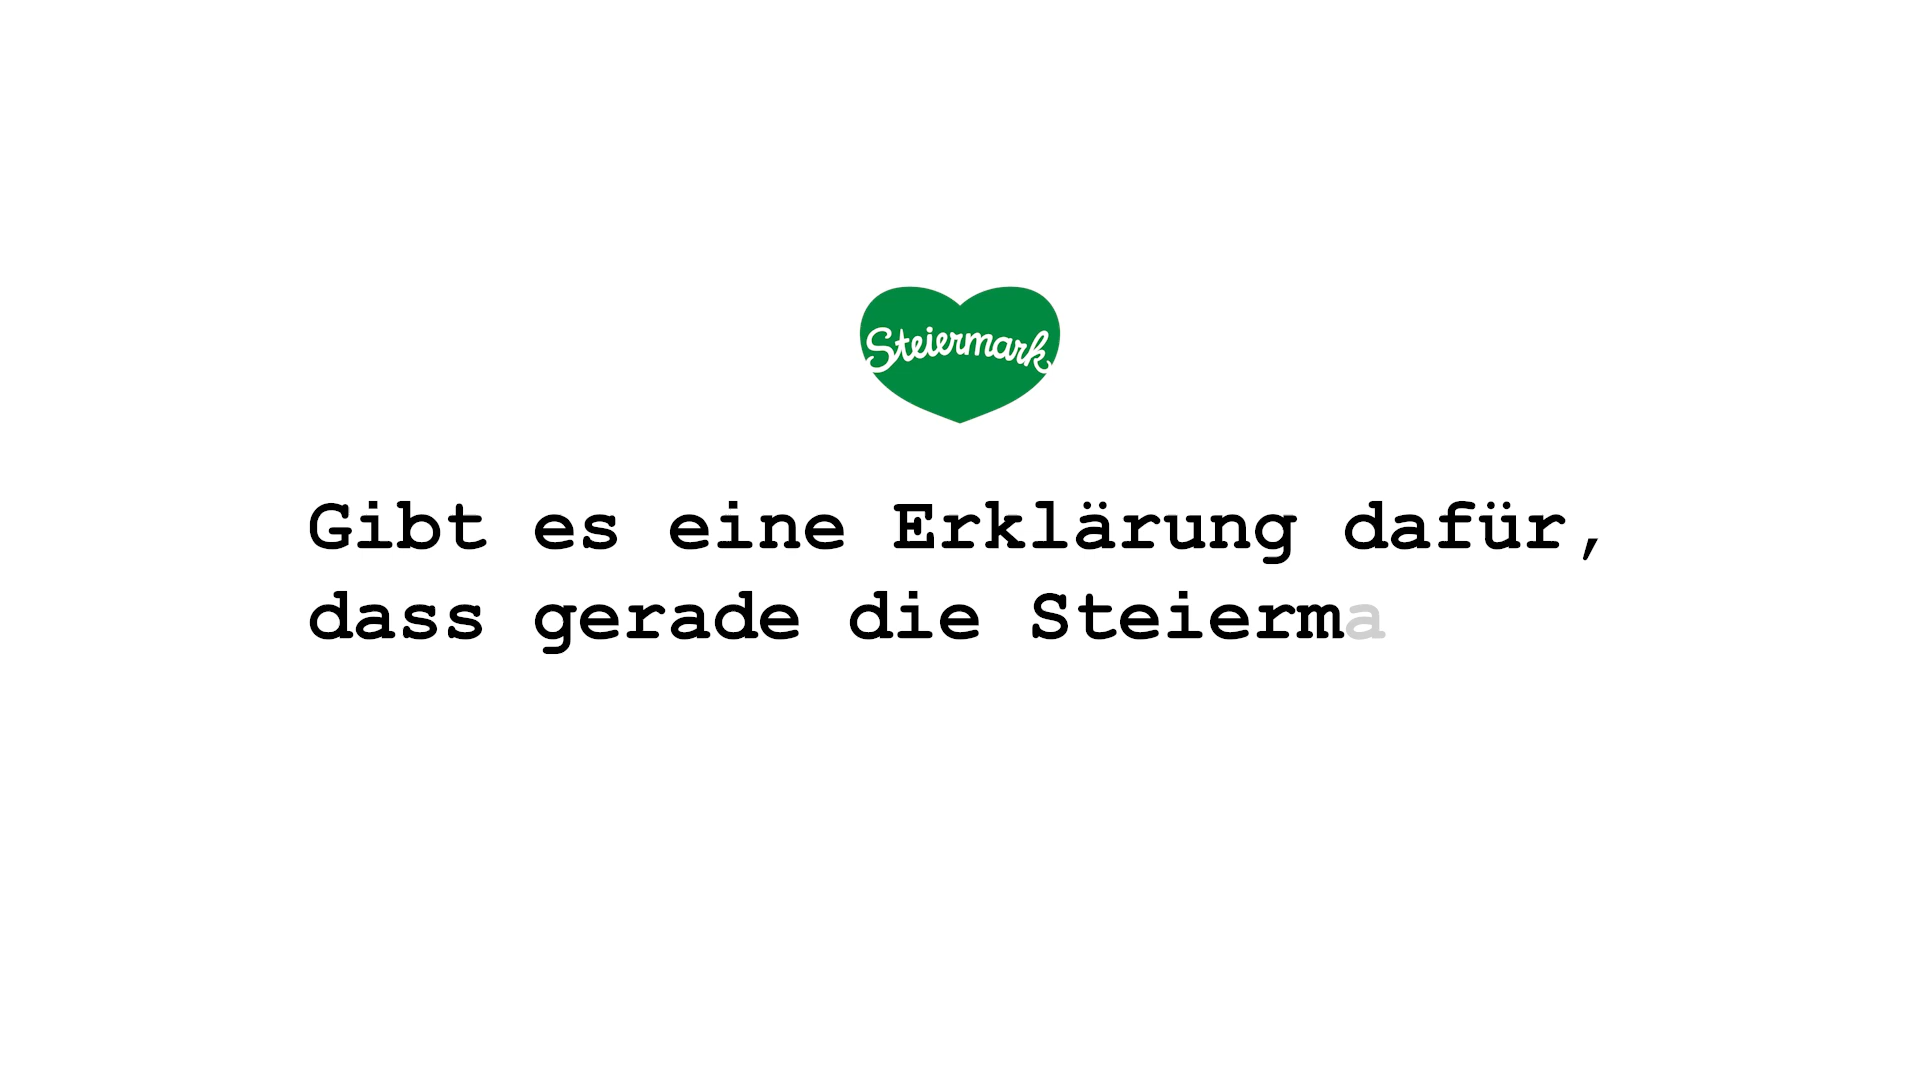 Steiermark
Gibt es eine Erklärung dafür,
dass gerade die Steierma